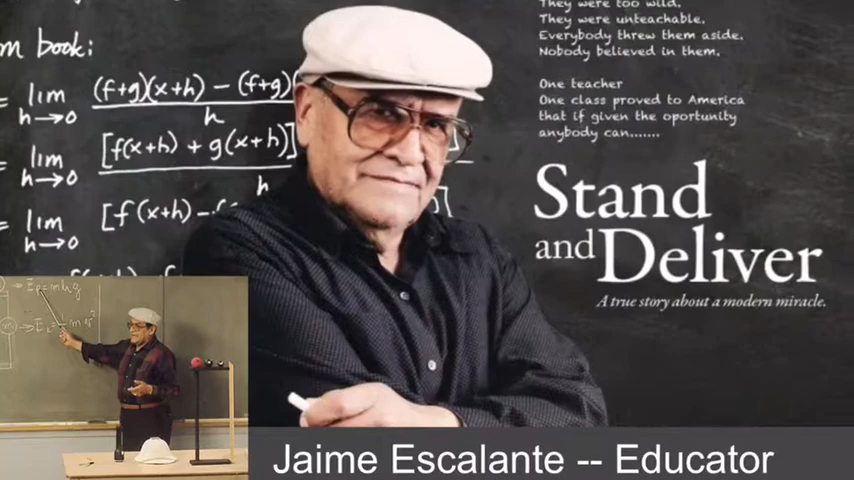 They were too wild.
They were unteachable.
Everybody threw them aside.
Nobody believed in them.
One teacher
One class proved to America
that if given the oportunity
anybody can.......
Stand
and Deliver
A true story about a modern miracle.
m book:
= lim (f+g)(x+h) - (f+g)
h→0 h
= lim [f(x+h) + g(x+h)]
h→0 h
= lim [f(x+h) -
h→0
= mhg
Jaime Escalante -- Educator